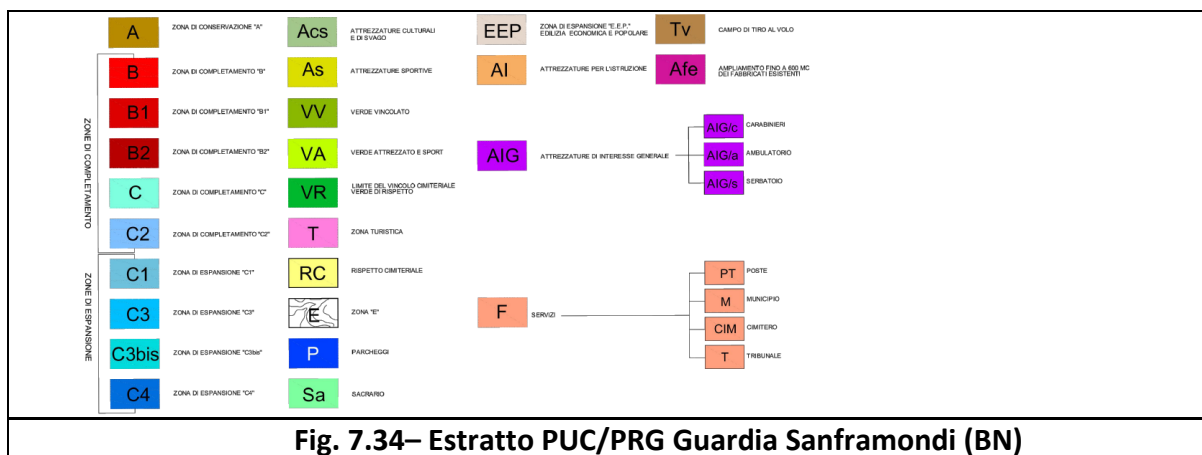 A
ZONA DI CONSERVAZIONE "A"
ZONE DI COMPLETAMENTO
B
ZONA DI COMPLETAMENTO "B"
B1
ZONA DI COMPLETAMENTO "B1"
B2
ZONA DI COMPLETAMENTO "B2"
C
ZONA DI COMPLETAMENTO "C"
C2
ZONA DI COMPLETAMENTO "C2"
ZONE DI ESPANSIONE
C1
ZONA DI ESPANSIONE "C1"
C3
ZONA DI ESPANSIONE "C3"
C3bis
ZONA DI ESPANSIONE "C3bis"
C4
ZONA DI ESPANSIONE "C4"
Acs
ATTREZZATURE CULTURALI
E DI SVAGO
As
ATTREZZATURE SPORTIVE
VV
VERDE VINCOLATO
VA
VERDE ATTREZZATO E SPORT
VR
LIMITE DEL VINCOLO CIMITERIALE
VERDE DI RISPETTO
T
ZONA TURISTICA
RC
RISPETTO CIMITERIALE
E
ZONA "E"
P
PARCHEGGI
Sa
SACRARIO
EEP
ZONA DI ESPANSIONE "E.E.P."
EDILIZIA ECONOMICA E POPOLARE
AI
ATTREZZATURE PER L'ISTRUZIONE
AIG
ATTREZZATURE DI INTERESSE GENERALE
AIG/c
CARABINIERI
AIG/a
AMBULATORIO
AIG/s
SERBATOIO
F
SERVIZI
PT
POSTE
M
MUNICIPIO
CIM
CIMITERO
T
TRIBUNALE
Tv
CAMPO DI TIRO AL VOLO
Afe
AMPLIAMENTO FINO A 600 MC
DEI FABBRICATI ESISTENTI
Fig. 7.34– Estratto PUC/PRG Guardia Sanframondi (BN)